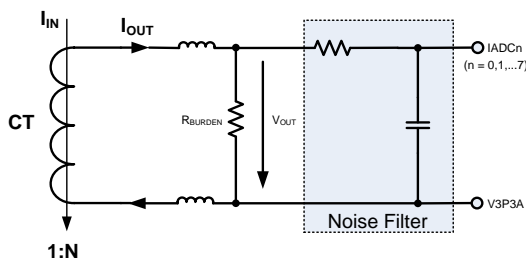 IIN
IOUT
IADCn
(n = 0,1,...7)
CT
RBURDEN
VOUT
V3P3A
Noise Filter
1:N